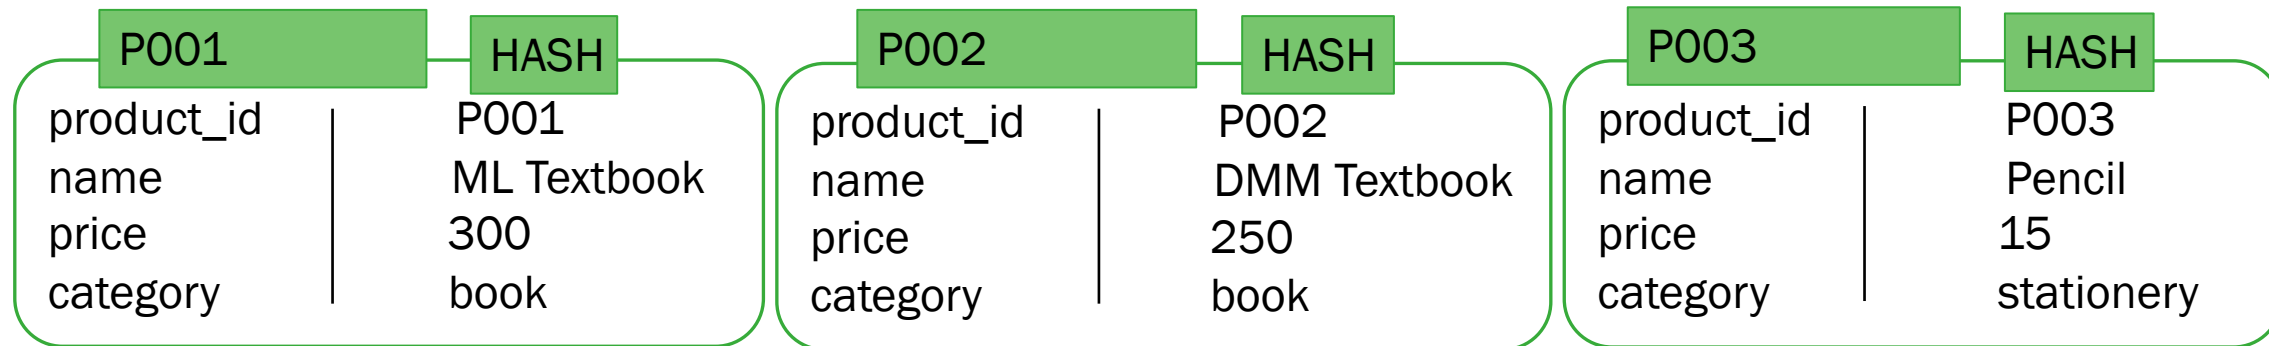 P001 HASH
product_id P001
name ML Textbook
price 300
category book
P002 HASH
product_id P002
name DMM Textbook
price 250
category book
P003 HASH
product_id P003
name Pencil
price 15
category stationery